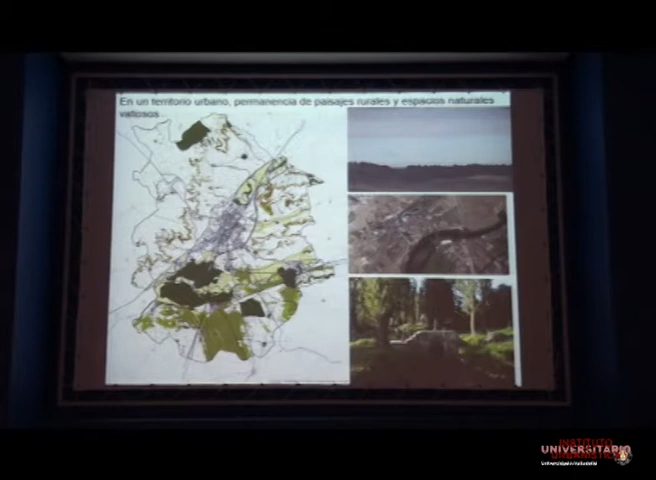 En un territorio urbano, permanencia de paisajes rurales y espacios naturales
valiosos
INSTITUTO
UNIVERSITARIO
URBANÍSTICA